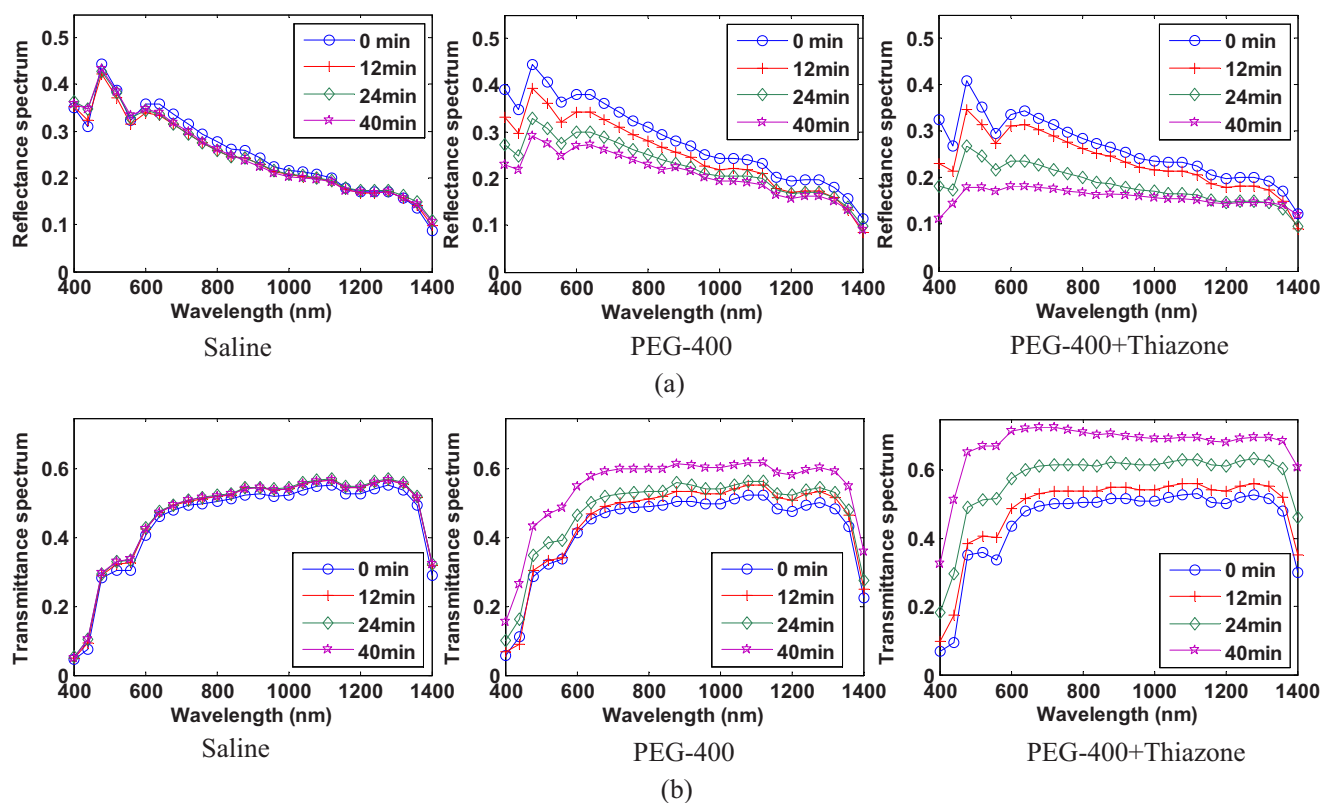 Reflectance spectrum
0.5
0.4
0.3
0.2
0.1
0
400 600 800 1000 1200 1400
Wavelength (nm)
0 min
12min
24min
40min
Saline
Reflectance spectrum
0.5
0.4
0.3
0.2
0.1
0
400 600 800 1000 1200 1400
Wavelength (nm)
0 min
12min
24min
40min
PEG-400
Reflectance spectrum
0.5
0.4
0.3
0.2
0.1
0
400 600 800 1000 1200 1400
Wavelength (nm)
0 min
12min
24min
40min
PEG-400+Thiazone
(a)
Transmittance spectrum
0.6
0.4
0.2
0
400 600 800 1000 1200 1400
Wavelength (nm)
0 min
12min
24min
40min
Saline
Transmittance spectrum
0.6
0.4
0.2
0
400 600 800 1000 1200 1400
Wavelength (nm)
0 min
12min
24min
40min
PEG-400
Transmittance spectrum
0.6
0.4
0.2
0
400 600 800 1000 1200 1400
Wavelength (nm)
0 min
12min
24min
40min
PEG-400+Thiazone
(b)